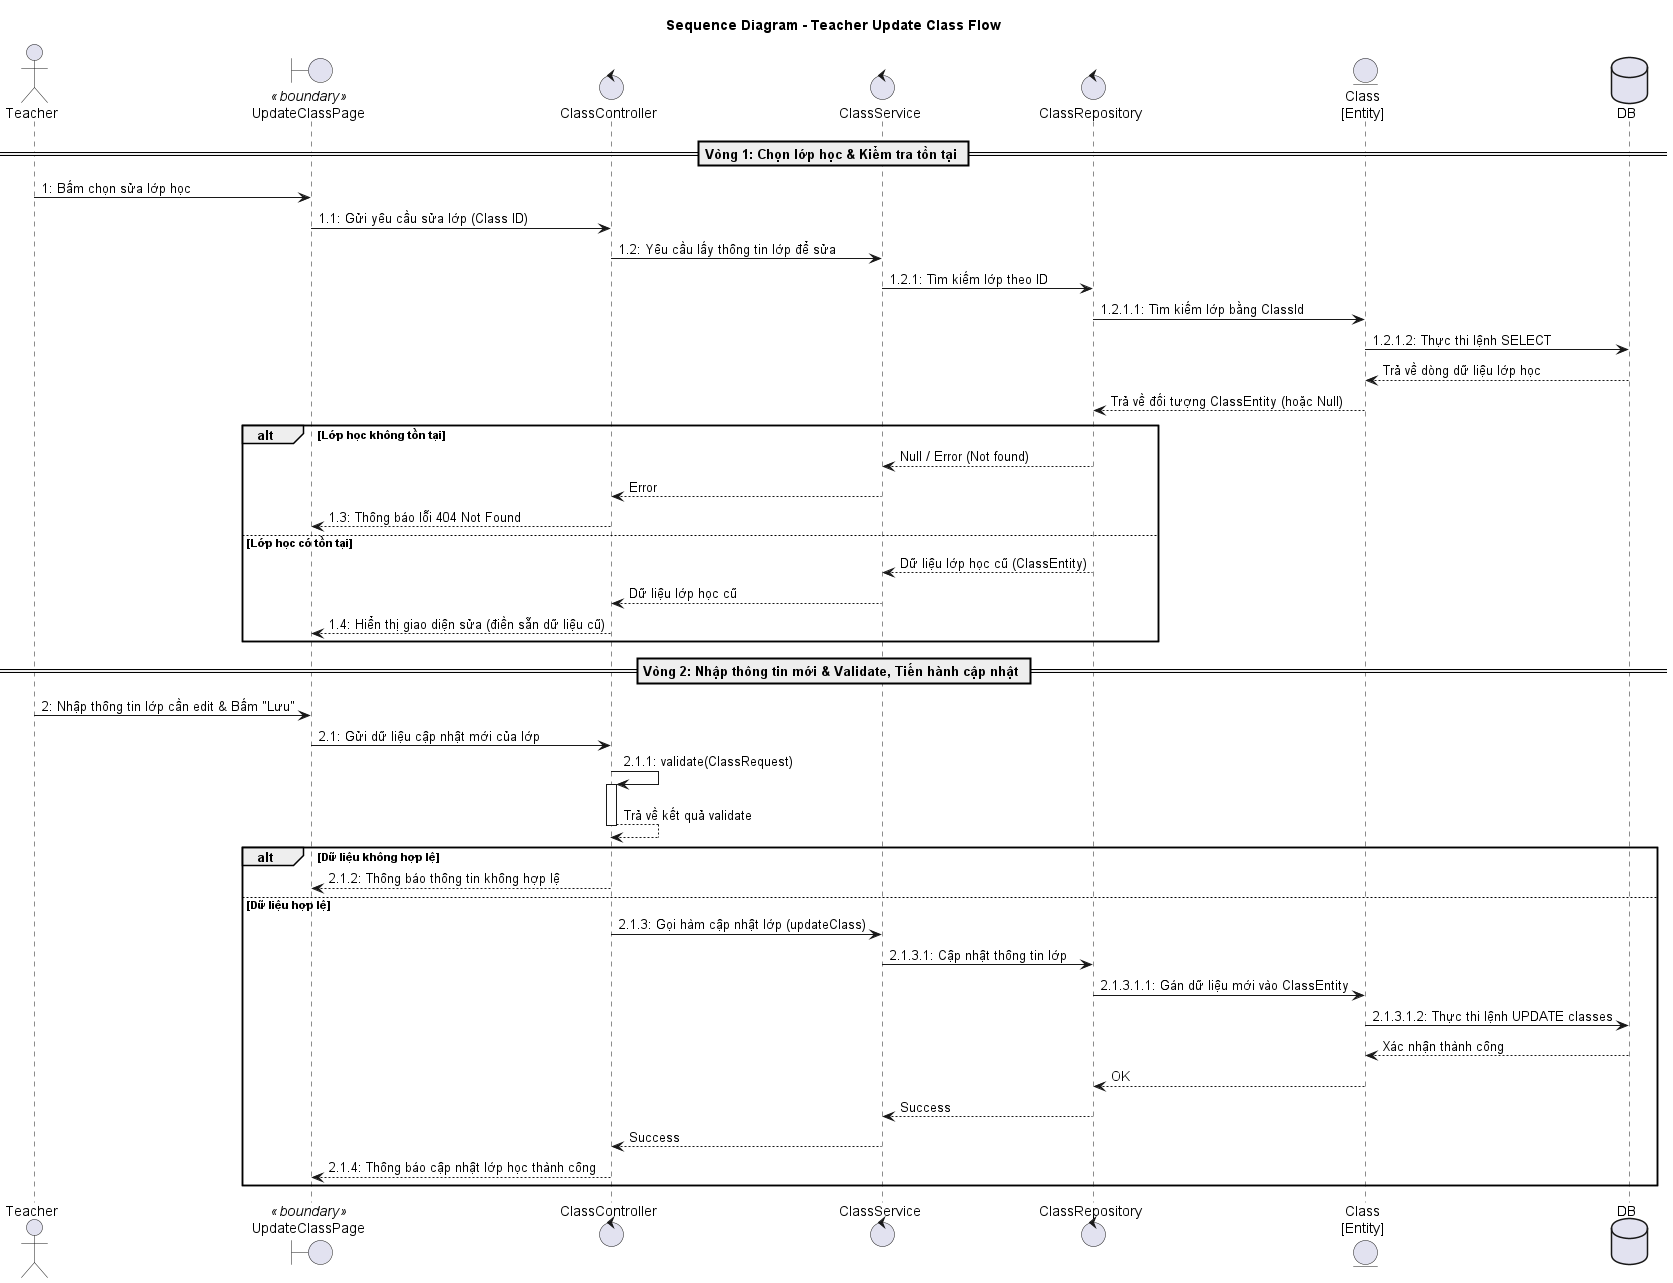 Sequence Diagram - Teacher Update Class Flow
Teacher
«boundary»
UpdateClassPage
ClassController
ClassService
ClassRepository
Class
[Entity]
DB
Vòng 1: Chọn lớp học & Kiểm tra tồn tại
1: Bấm chọn sửa lớp học
1.1: Gửi yêu cầu sửa lớp (Class ID)
1.2: Yêu cầu lấy thông tin lớp để sửa
1.2.1: Tìm kiếm lớp theo ID
1.2.1.1: Tìm kiếm lớp bằng ClassId
1.2.1.2: Thực thi lệnh SELECT
Trả về dòng dữ liệu lớp học
Trả về đối tượng ClassEntity (hoặc Null)
alt [Lớp học không tồn tại]
Null / Error (Not found)
Error
1.3: Thông báo lỗi 404 Not Found
[Lớp học có tồn tại]
Dữ liệu lớp học cũ (ClassEntity)
Dữ liệu lớp học cũ
1.4: Hiển thị giao diện sửa (điền sẵn dữ liệu cũ)
Vòng 2: Nhập thông tin mới & Validate, Tiến hành cập nhật
2: Nhập thông tin lớp cần edit & Bấm "Lưu"
2.1: Gửi dữ liệu cập nhật mới của lớp
2.1.1: validate(ClassRequest)
Trả về kết quả validate
alt [Dữ liệu không hợp lệ]
2.1.2: Thông báo thông tin không hợp lệ
[Dữ liệu hợp lệ]
2.1.3: Gọi hàm cập nhật lớp (updateClass)
2.1.3.1: Cập nhật thông tin lớp
2.1.3.1.1: Gán dữ liệu mới vào ClassEntity
2.1.3.1.2: Thực thi lệnh UPDATE classes
Xác nhận thành công
OK
Success
Success
2.1.4: Thông báo cập nhật lớp học thành công
Teacher
«boundary»
UpdateClassPage
ClassController
ClassService
ClassRepository
Class
[Entity]
DB